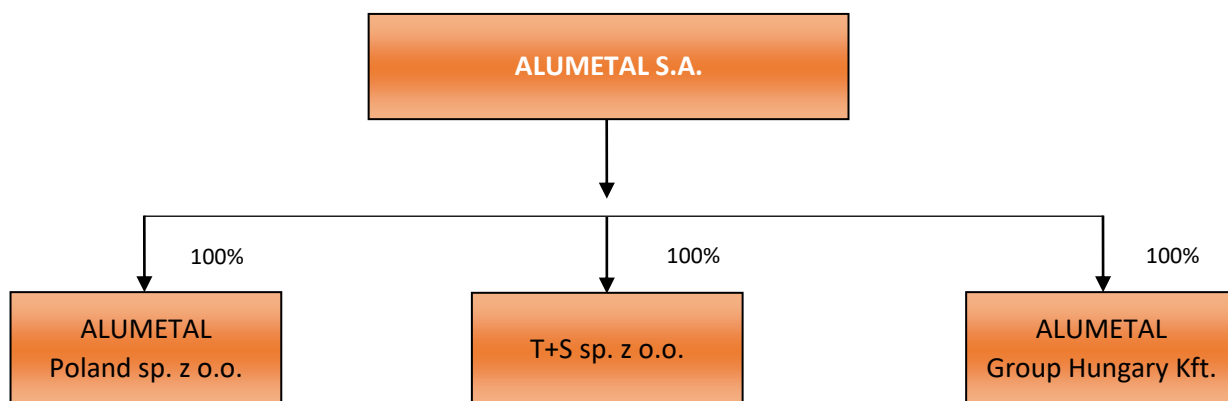 ALUMETAL S.A.
100%
100%
100%
ALUMETAL
Poland sp. z o.o.
T+S sp. z o.o.
ALUMETAL
Group Hungary Kft.